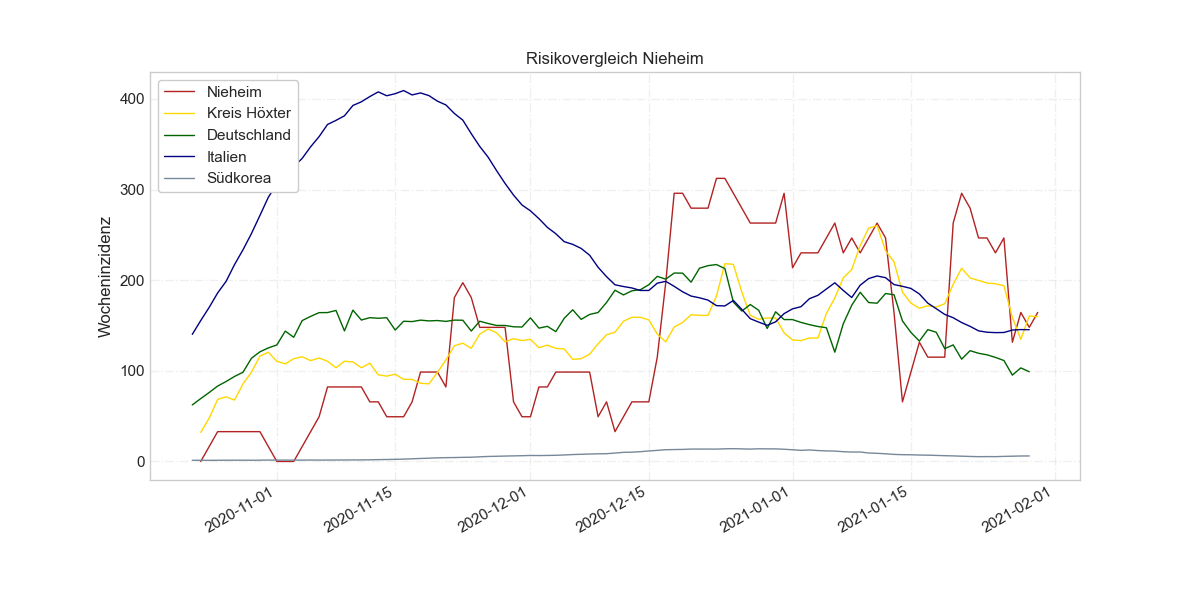 Risikovergleich Nieheim
Nieheim
Kreis Höxter
Deutschland
Italien
Südkorea
Wocheninzidenz
400
300
200
100
0
2020-11-01
2020-11-15
2020-12-01
2020-12-15
2021-01-01
2021-01-15
2021-02-01